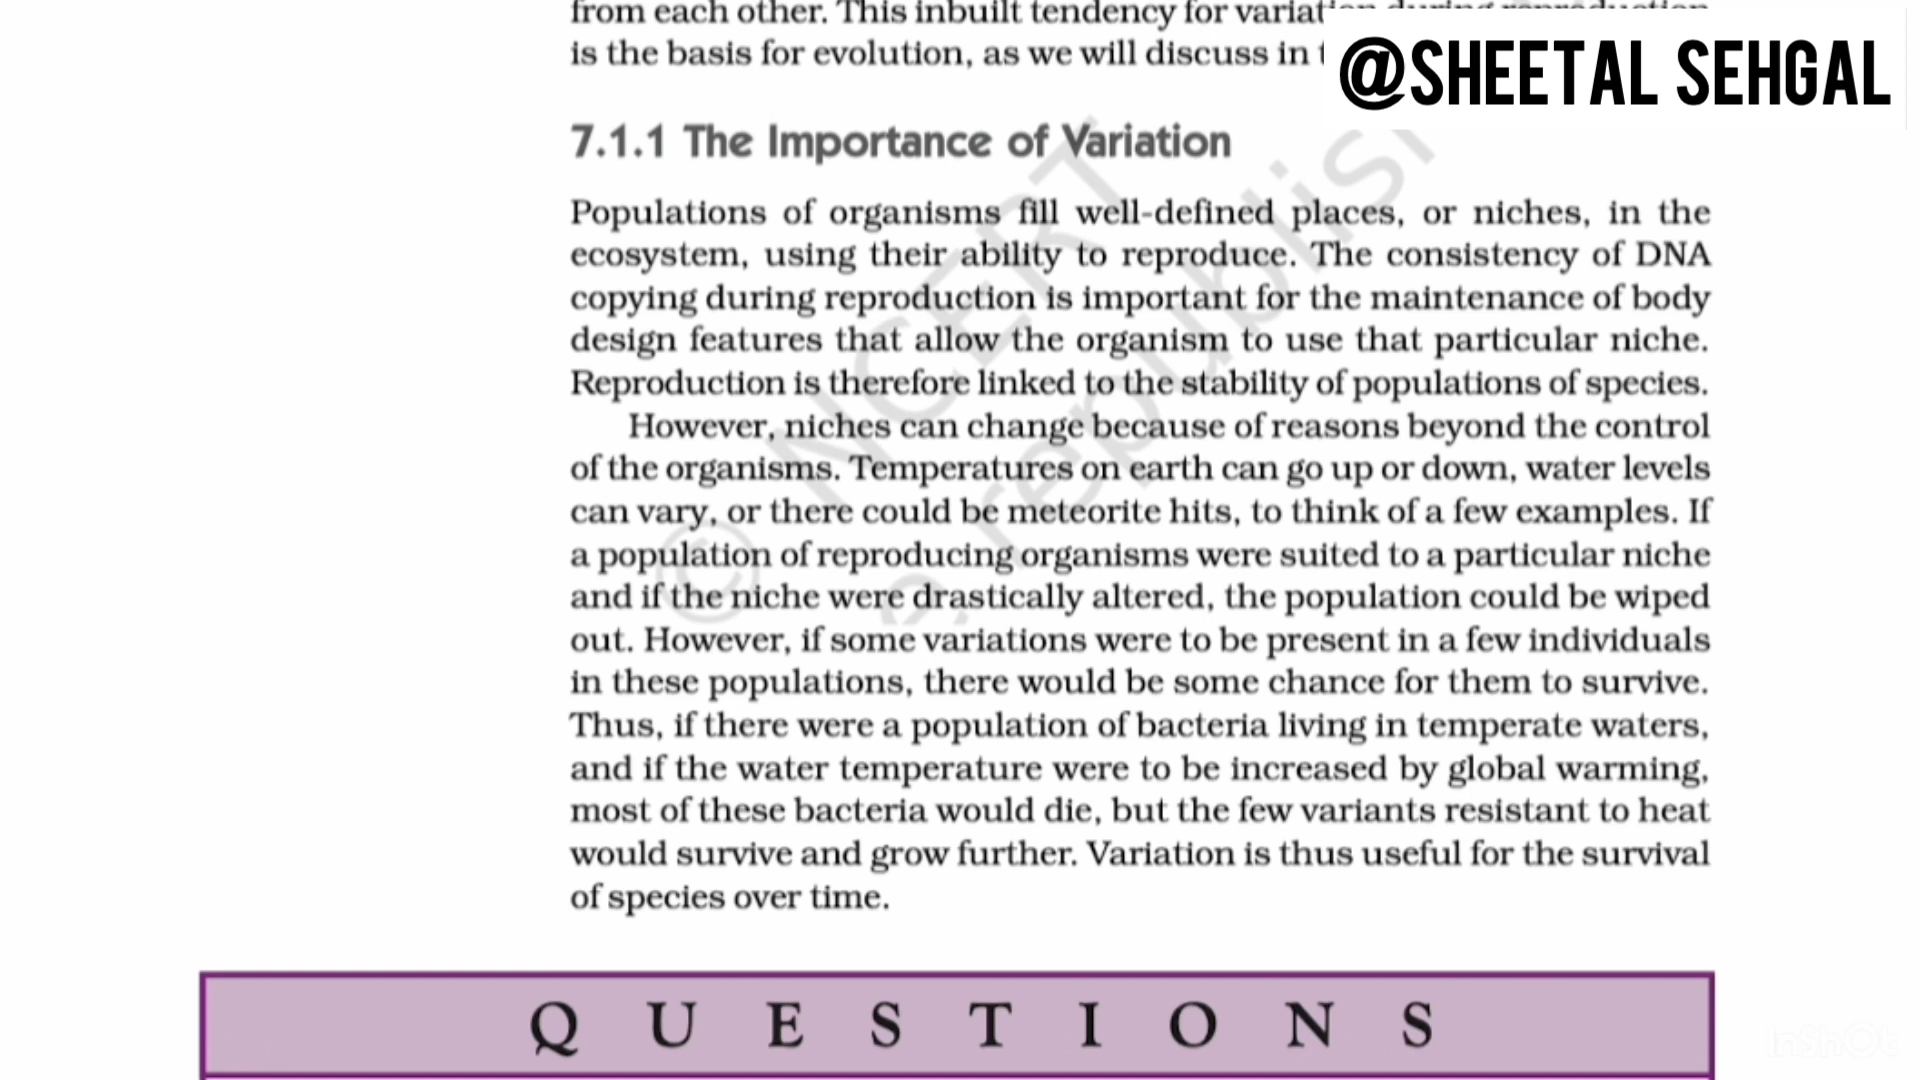 from each other. This inbuilt tendency for variation during reproduction
is the basis for evolution, as we will discuss in
@SHEETAL SEHGAL
7.1.1 The Importance of Variation
Populations of organisms fill well-defined places, or niches, in the
ecosystem, using their ability to reproduce. The consistency of DNA
copying during reproduction is important for the maintenance of body
design features that allow the organism to use that particular niche.
Reproduction is therefore linked to the stability of populations of species.
However, niches can change because of reasons beyond the control
of the organisms. Temperatures on earth can go up or down, water levels
can vary, or there could be meteorite hits, to think of a few examples. If
a population of reproducing organisms were suited to a particular niche
and if the niche were drastically altered, the population could be wiped
out. However, if some variations were to be present in a few individuals
in these populations, there would be some chance for them to survive.
Thus, if there were a population of bacteria living in temperate waters,
and if the water temperature were to be increased by global warming,
most of these bacteria would die, but the few variants resistant to heat
would survive and grow further. Variation is thus useful for the survival
of species over time.
© NCERT
republis
QUESTIONS
InShOt